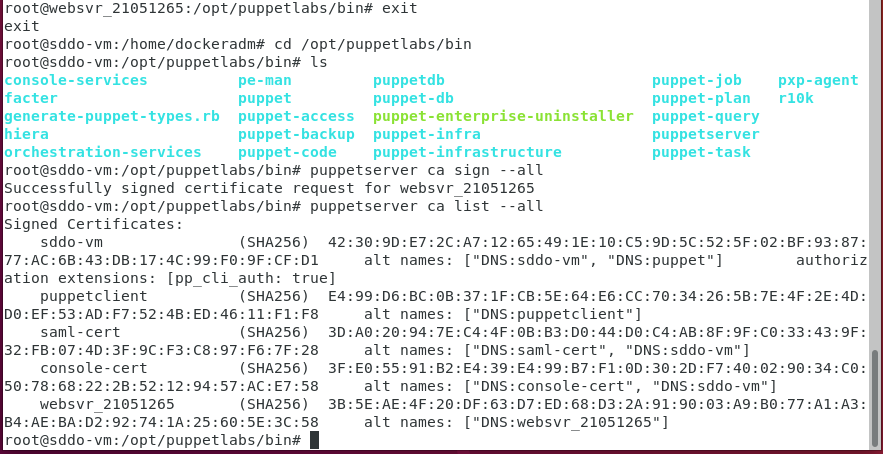 root@websvr_21051265:/opt/puppetlabs/bin# exit
exit
root@sddo-vm:/home/dockeradm# cd /opt/puppetlabs/bin
root@sddo-vm:/opt/puppetlabs/bin# ls
console-services          pe-man         puppetdb                       puppet-job    pxp-agent
facter                    puppet         puppet-db                      puppet-plan   r10k
generate-puppet-types.rb  puppet-access  puppet-enterprise-uninstaller  puppet-query
hiera                     puppet-backup  puppet-infra                   puppetserver
orchestration-services    puppet-code    puppet-infrastructure          puppet-task
root@sddo-vm:/opt/puppetlabs/bin# puppetserver ca sign --all
Successfully signed certificate request for websvr_21051265
root@sddo-vm:/opt/puppetlabs/bin# puppetserver ca list --all
Signed Certificates:
    sddo-vm               (SHA256)  42:30:9D:E7:2C:A7:12:65:49:1E:10:C5:9D:5C:52:5F:02:BF:93:87:
77:AC:6B:43:DB:17:4C:99:F0:9F:CF:D1     alt names: ["DNS:sddo-vm", "DNS:puppet"]        authoriz
ation extensions: [pp_cli_auth: true]
    puppetclient          (SHA256)  E4:99:D6:BC:0B:37:1F:CB:5E:64:E6:CC:70:34:26:5B:7E:4F:2E:4D:
D0:EF:53:AD:F7:52:4B:ED:46:11:F1:F8     alt names: ["DNS:puppetclient"]
    saml-cert             (SHA256)  3D:A0:20:94:7E:C4:4F:0B:B3:D0:44:D0:C4:AB:8F:9F:C0:33:43:9F:
32:FB:07:4D:3F:9C:F3:C8:97:F6:7F:28     alt names: ["DNS:saml-cert", "DNS:sddo-vm"]
    console-cert          (SHA256)  3F:E0:55:91:B2:E4:39:E4:99:B7:F1:0D:30:2D:F7:40:02:90:34:C0:
50:78:68:22:2B:52:12:94:57:AC:E7:58     alt names: ["DNS:console-cert", "DNS:sddo-vm"]
    websvr_21051265       (SHA256)  3B:5E:AE:4F:20:DF:63:D7:ED:68:D3:2A:91:90:03:A9:B0:77:A1:A3:
B4:AE:BA:D2:92:74:1A:25:60:5E:3C:58     alt names: ["DNS:websvr_21051265"]
root@sddo-vm:/opt/puppetlabs/bin#